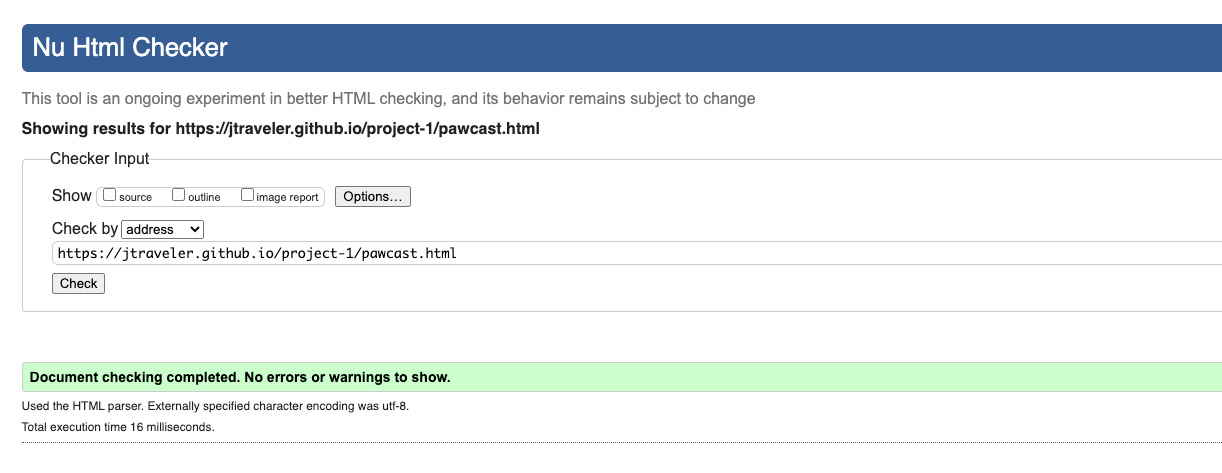 Nu Html Checker
This tool is an ongoing experiment in better HTML checking, and its behavior remains subject to change
Showing results for https://jtraveler.github.io/project-1/pawcast.html
Checker Input
Show source outline image report Options...
Check by address
https://jtraveler.github.io/project-1/pawcast.html
Check
Document checking completed. No errors or warnings to show.
Used the HTML parser. Externally specified character encoding was utf-8.
Total execution time 16 milliseconds.